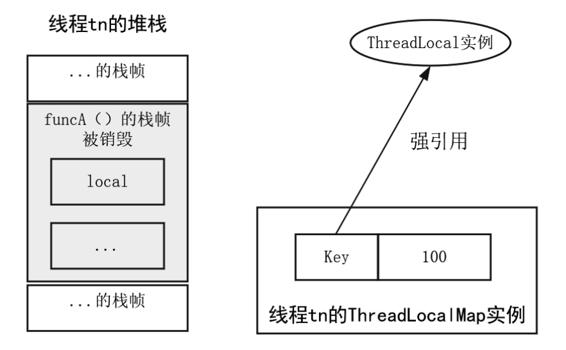 线程tn的堆栈
...的栈帧
funcA（）的栈帧
被销毁
local
...
...的栈帧
ThreadLocal实例
强引用
Key
100
线程tn的ThreadLocalMap实例